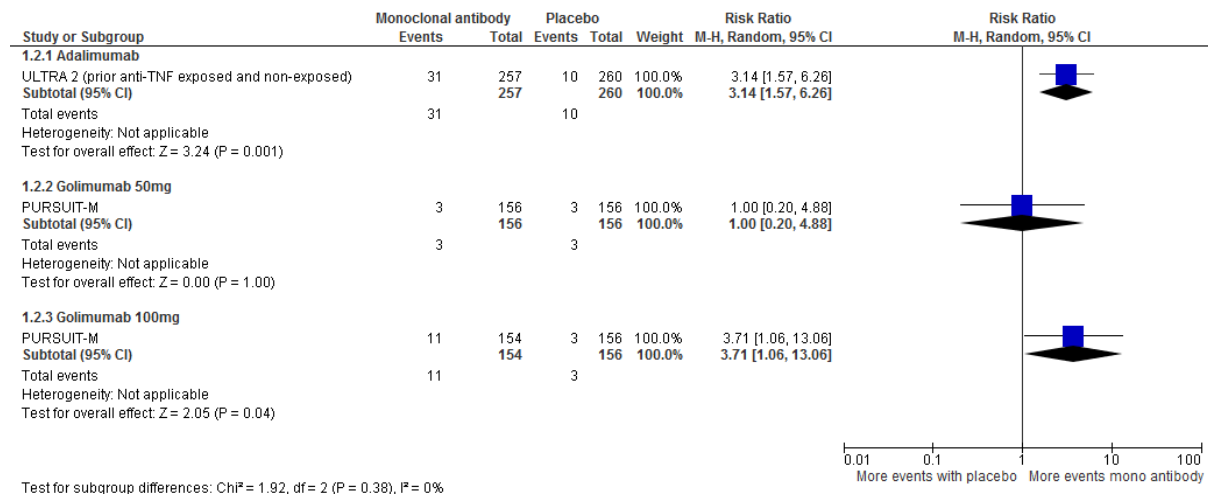 Monoclonal antibody Placebo Risk Ratio Risk Ratio
Study or Subgroup Events Total Events Total Weight M-H, Random, 95% CI M-H, Random, 95% CI
1.2.1 Adalimumab
ULTRA 2 (prior anti-TNF exposed and non-exposed) 31 257 10 260 100.0% 3.14 [1.57, 6.26]
Subtotal (95% CI) 257 260 100.0% 3.14 [1.57, 6.26]
Total events 31 10
Heterogeneity: Not applicable
Test for overall effect: Z = 3.24 (P = 0.001)
1.2.2 Golimumab 50mg
PURSUIT-M 3 156 3 156 100.0% 1.00 [0.20, 4.88]
Subtotal (95% CI) 156 156 100.0% 1.00 [0.20, 4.88]
Total events 3 3
Heterogeneity: Not applicable
Test for overall effect: Z = 0.00 (P = 1.00)
1.2.3 Golimumab 100mg
PURSUIT-M 11 154 3 156 100.0% 3.71 [1.06, 13.06]
Subtotal (95% CI) 154 156 100.0% 3.71 [1.06, 13.06]
Total events 11 3
Heterogeneity: Not applicable
Test for overall effect: Z = 2.05 (P = 0.04)
0.01 0.1 1 10 100
More events with placebo More events mono antibody
Test for subgroup differences: Chi² = 1.92, df = 2 (P = 0.38), I² = 0%